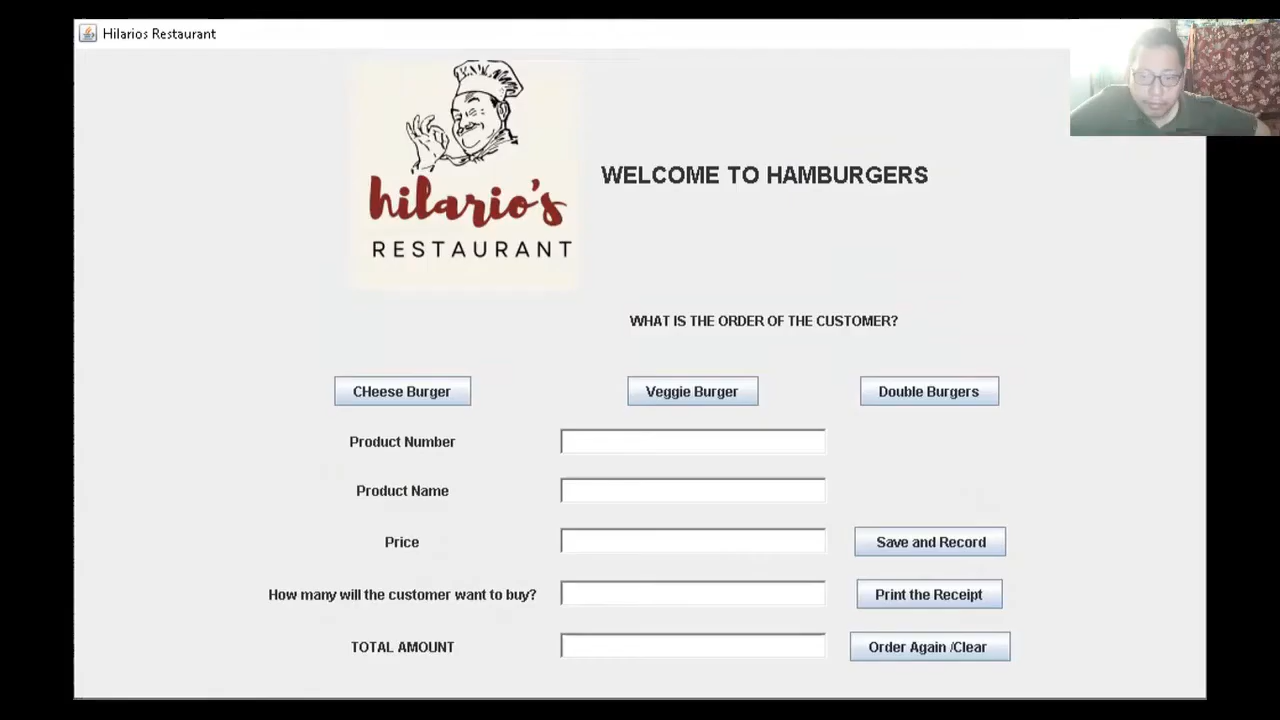 Hilarios Restaurant
hilario's
RESTAURANT
WELCOME TO HAMBURGERS
WHAT IS THE ORDER OF THE CUSTOMER?
CHeese Burger
Veggie Burger
Double Burgers
Product Number
Product Name
Price
Save and Record
How many will the customer want to buy?
Print the Receipt
TOTAL AMOUNT
Order Again /Clear